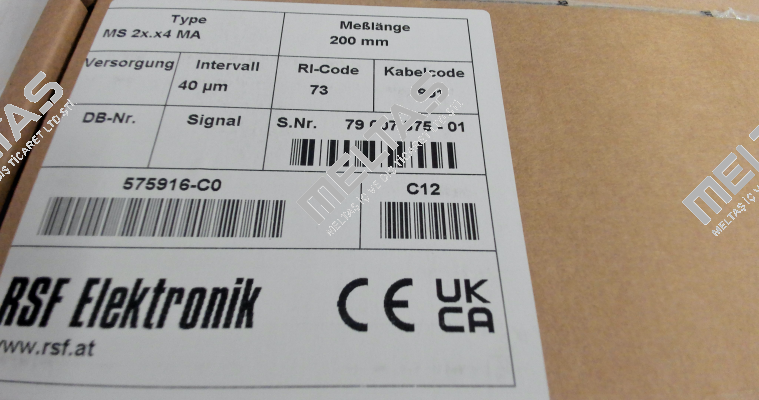 Type
MS 2x.x4 MA
Meßlänge
200 mm
Versorgung
Intervall
40 µm
RI-Code
73
Kabelcode
DB-Nr.
Signal
S.Nr.
575916-C0
C12
RSF Elektronik
www.rsf.at
CE
UK
CA
MELTAŞ